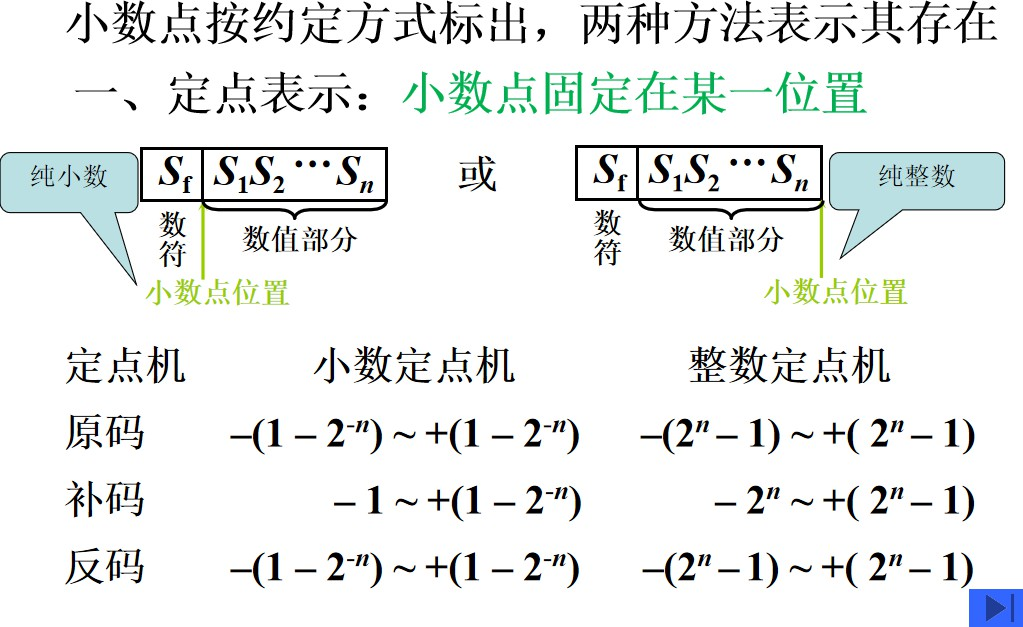 小数点按约定方式标出，两种方法表示其存在
一、定点表示：小数点固定在某一位置
纯小数 Sf S1S2 ··· Sn 或 Sf S1S2 ··· Sn 纯整数
数符 数值部分 数符 数值部分
小数点位置 小数点位置
定点机 小数定点机 整数定点机
原码 –(1 – 2⁻ⁿ) ~ +(1 – 2⁻ⁿ) –(2ⁿ – 1) ~ +( 2ⁿ – 1)
补码 – 1 ~ +(1 – 2⁻ⁿ) – 2ⁿ ~ +( 2ⁿ – 1)
反码 –(1 – 2⁻ⁿ) ~ +(1 – 2⁻ⁿ) –(2ⁿ – 1) ~ +( 2ⁿ – 1)